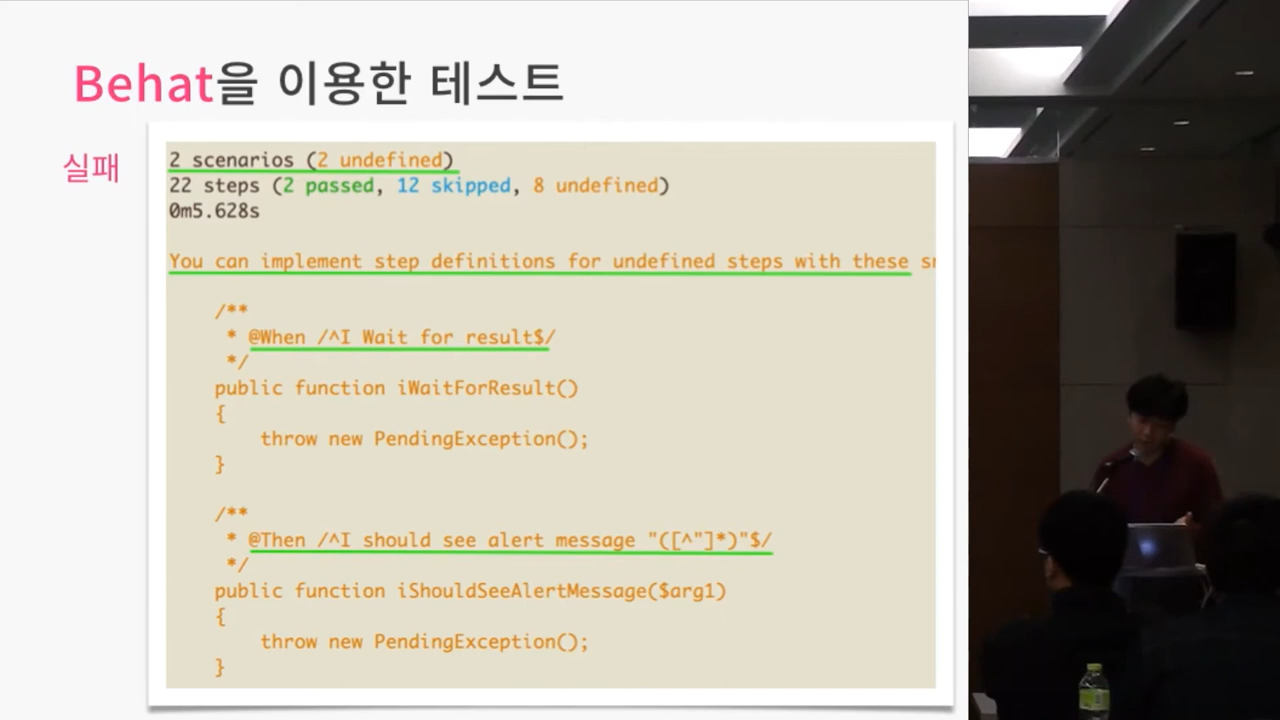 Behat을 이용한 테스트
실패
2 scenarios (2 undefined)
22 steps (2 passed, 12 skipped, 8 undefined)
0m5.628s
You can implement step definitions for undefined steps with these
/**
* @When /^I Wait for result$/
*/
public function iWaitForResult()
{
throw new PendingException();
}
/**
* @Then /^I should see alert message "([^"]*)"$/
*/
public function iShouldSeeAlertMessage($arg1)
{
throw new PendingException();
}